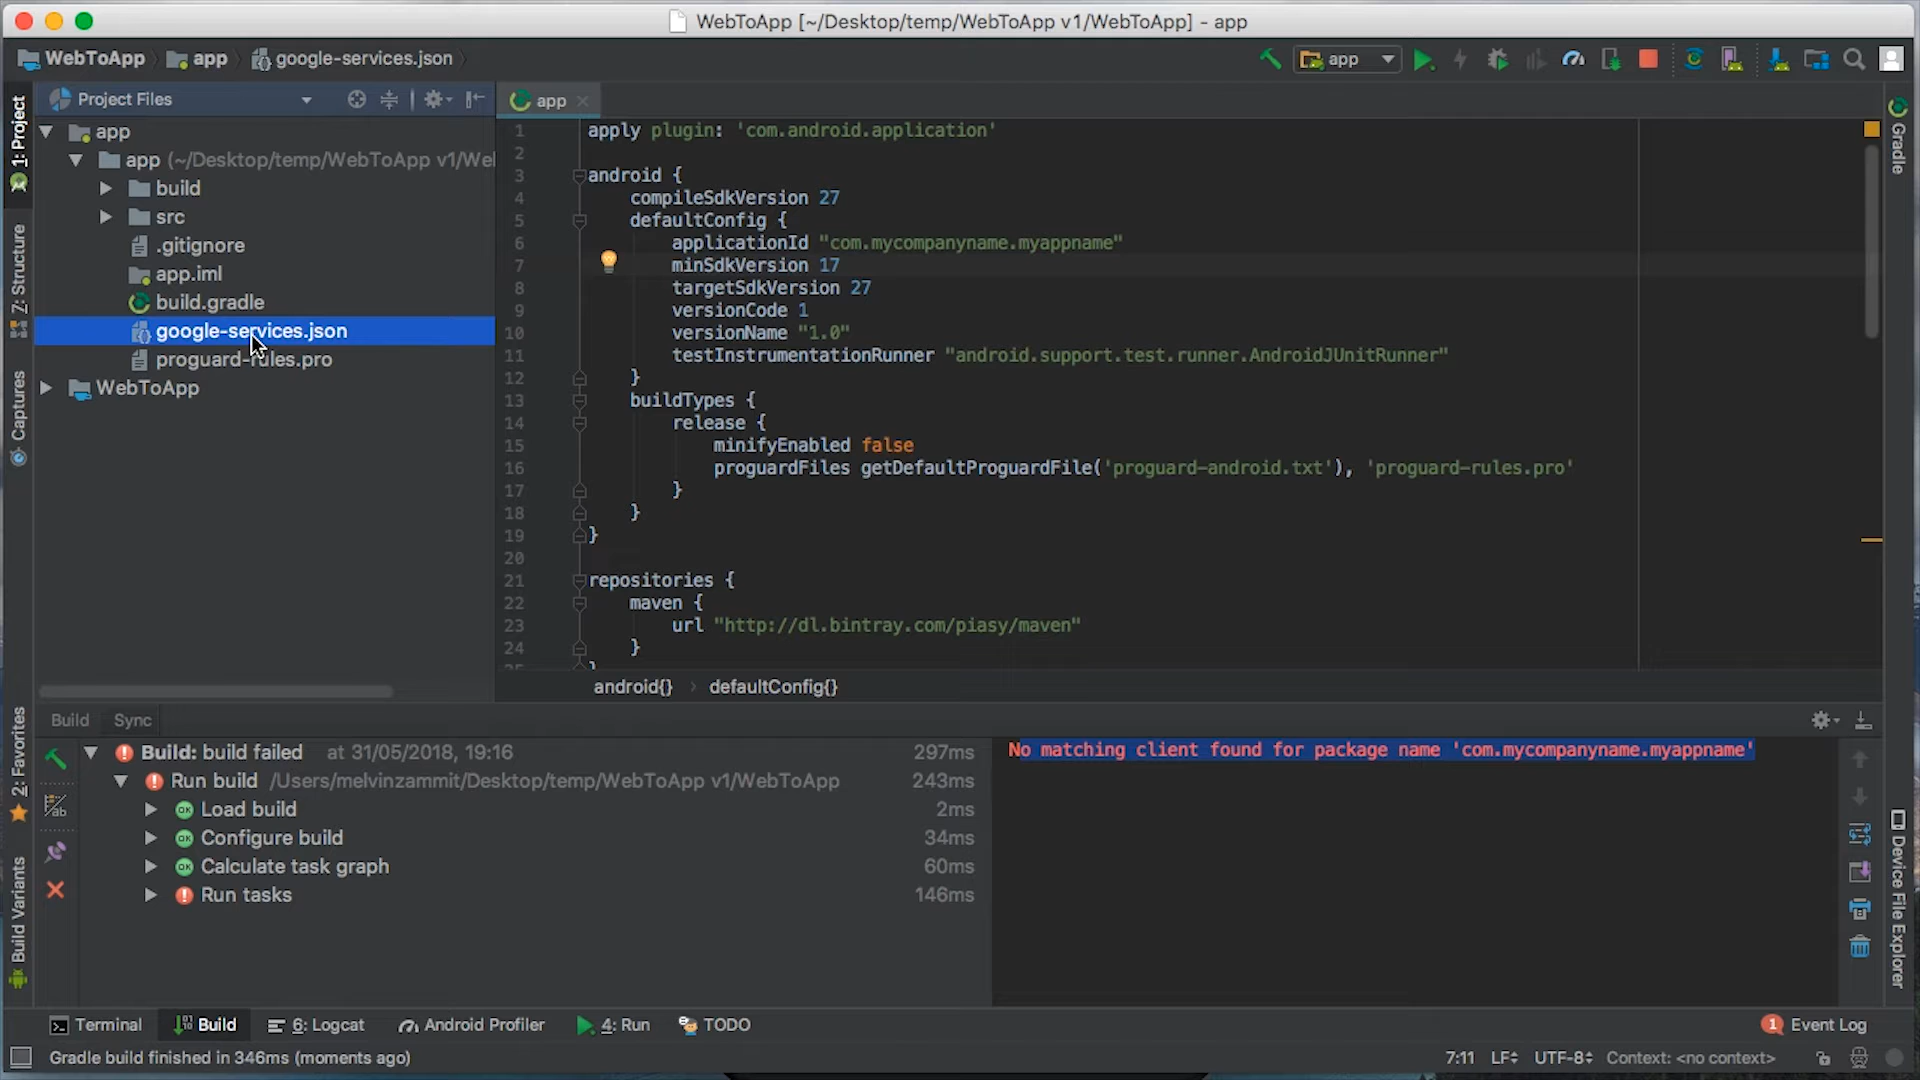 WebToApp [~/Desktop/temp/WebToApp v1/WebToApp] - app
WebToApp
app
google-services.json
app
1: Project
Project Files
app
Gradle
app
app (~/Desktop/temp/WebToApp v1/We
build
src
.gitignore
app.iml
build.gradle
google-services.json
proguard-rules.pro
WebToApp
7: Structure
Captures
1 apply plugin: 'com.android.application'
2
3 android {
4 compileSdkVersion 27
5 defaultConfig {
6 applicationId "com.mycompanyname.myappname"
7 minSdkVersion 17
8 targetSdkVersion 27
9 versionCode 1
10 versionName "1.0"
11 testInstrumentationRunner "android.support.test.runner.AndroidJUnitRunner"
12 }
13 buildTypes {
14 release {
15 minifyEnabled false
16 proguardFiles getDefaultProguardFile('proguard-android.txt'), 'proguard-rules.pro'
17 }
18 }
19 }
20
21 repositories {
22 maven {
23 url "http://dl.bintray.com/piasy/maven"
24 }
25 }
android{} › defaultConfig{}
2: Favorites
Build Variants
Build Sync
Build: build failed at 31/05/2018, 19:16 297ms
Run build /Users/melvinzammit/Desktop/temp/WebToApp v1/WebToApp 243ms
Load build 2ms
Configure build 34ms
Calculate task graph 60ms
Run tasks 146ms
No matching client found for package name 'com.mycompanyname.myappname'
Device File Explorer
Terminal
Build
6: Logcat
Android Profiler
4: Run
TODO
1 Event Log
Gradle build finished in 346ms (moments ago)
7:11 LF UTF-8 Context: <no context>